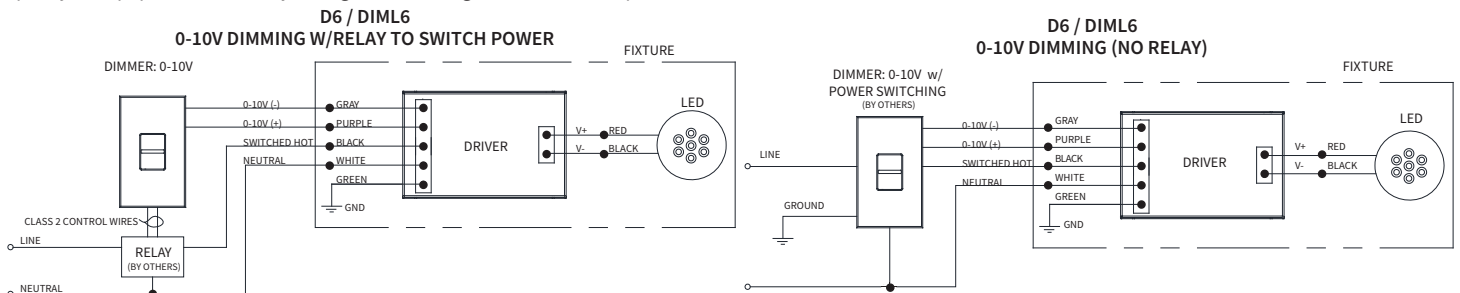 D6 / DIML6
0-10V DIMMING W/RELAY TO SWITCH POWER
DIMMER: 0-10V
FIXTURE
0-10V (-)
GRAY
0-10V (+)
PURPLE
SWITCHED HOT
BLACK
NEUTRAL
WHITE
GREEN
GND
DRIVER
V+
RED
V-
BLACK
LED
CLASS 2 CONTROL WIRES
LINE
RELAY
(BY OTHERS)
NEUTRAL
D6 / DIML6
0-10V DIMMING (NO RELAY)
DIMMER: 0-10V w/
POWER SWITCHING
(BY OTHERS)
FIXTURE
LINE
0-10V (-)
GRAY
0-10V (+)
PURPLE
SWITCHED HOT
BLACK
NEUTRAL
WHITE
GREEN
GND
GROUND
DRIVER
V+
RED
V-
BLACK
LED